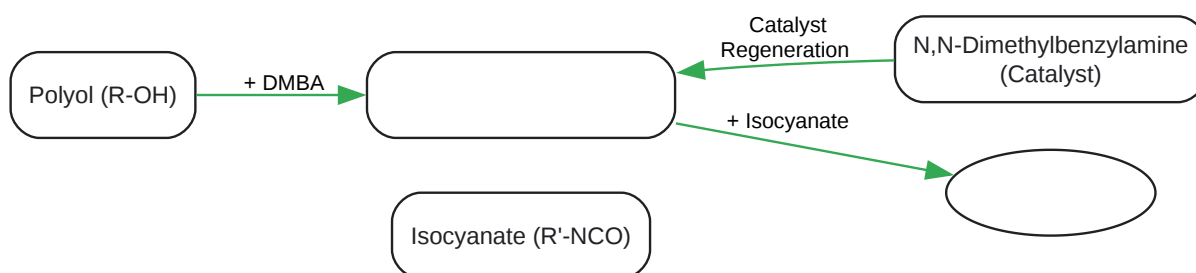 Polyol (R-OH)
+ DMBA
Catalyst
Regeneration
N,N-Dimethylbenzylamine
(Catalyst)
+ Isocyanate
Isocyanate (R'-NCO)